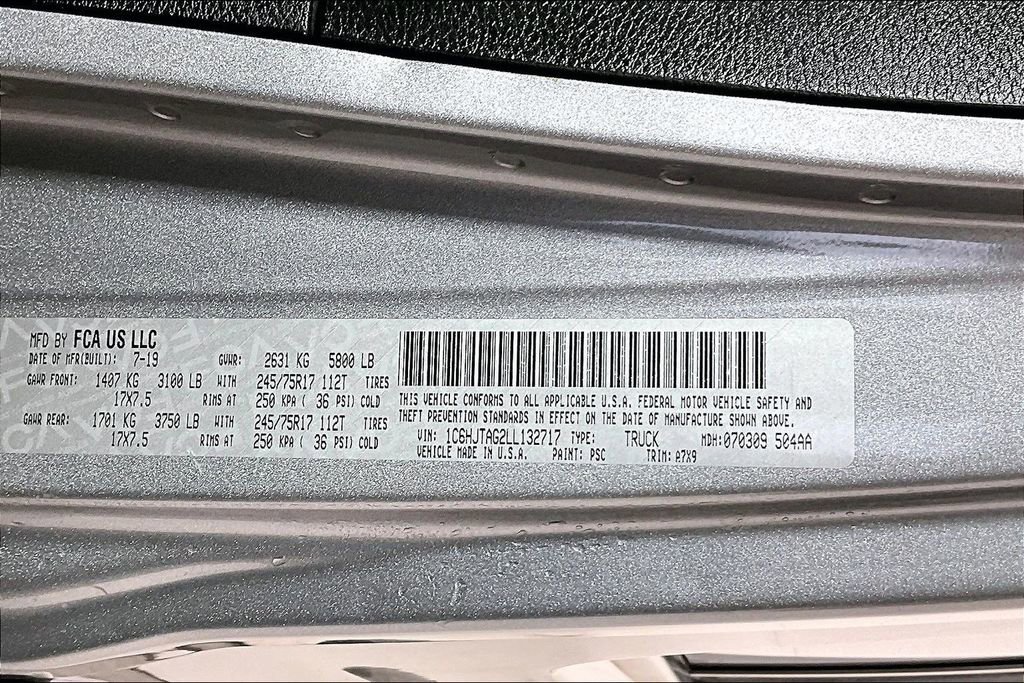 MFD BY FCA US LLC
DATE OF MFR(BUILT): 7-19 GVWR: 2631 KG 5800 LB
GAWR FRONT: 1407 KG 3100 LB WITH 245/75R17 112T TIRES
17X7.5 RIMS AT 250 KPA ( 36 PSI) COLD
GAWR REAR: 1701 KG 3750 LB WITH 245/75R17 112T TIRES
17X7.5 RIMS AT 250 KPA ( 36 PSI) COLD
THIS VEHICLE CONFORMS TO ALL APPLICABLE U.S.A. FEDERAL MOTOR VEHICLE SAFETY AND
THEFT PREVENTION STANDARDS IN EFFECT ON THE DATE OF MANUFACTURE SHOWN ABOVE.
VIN: 1C6HJTAG2LL132717 TYPE: TRUCK MDH:070309 504AA
VEHICLE MADE IN U.S.A. PAINT: PSC TRIM: A7X9